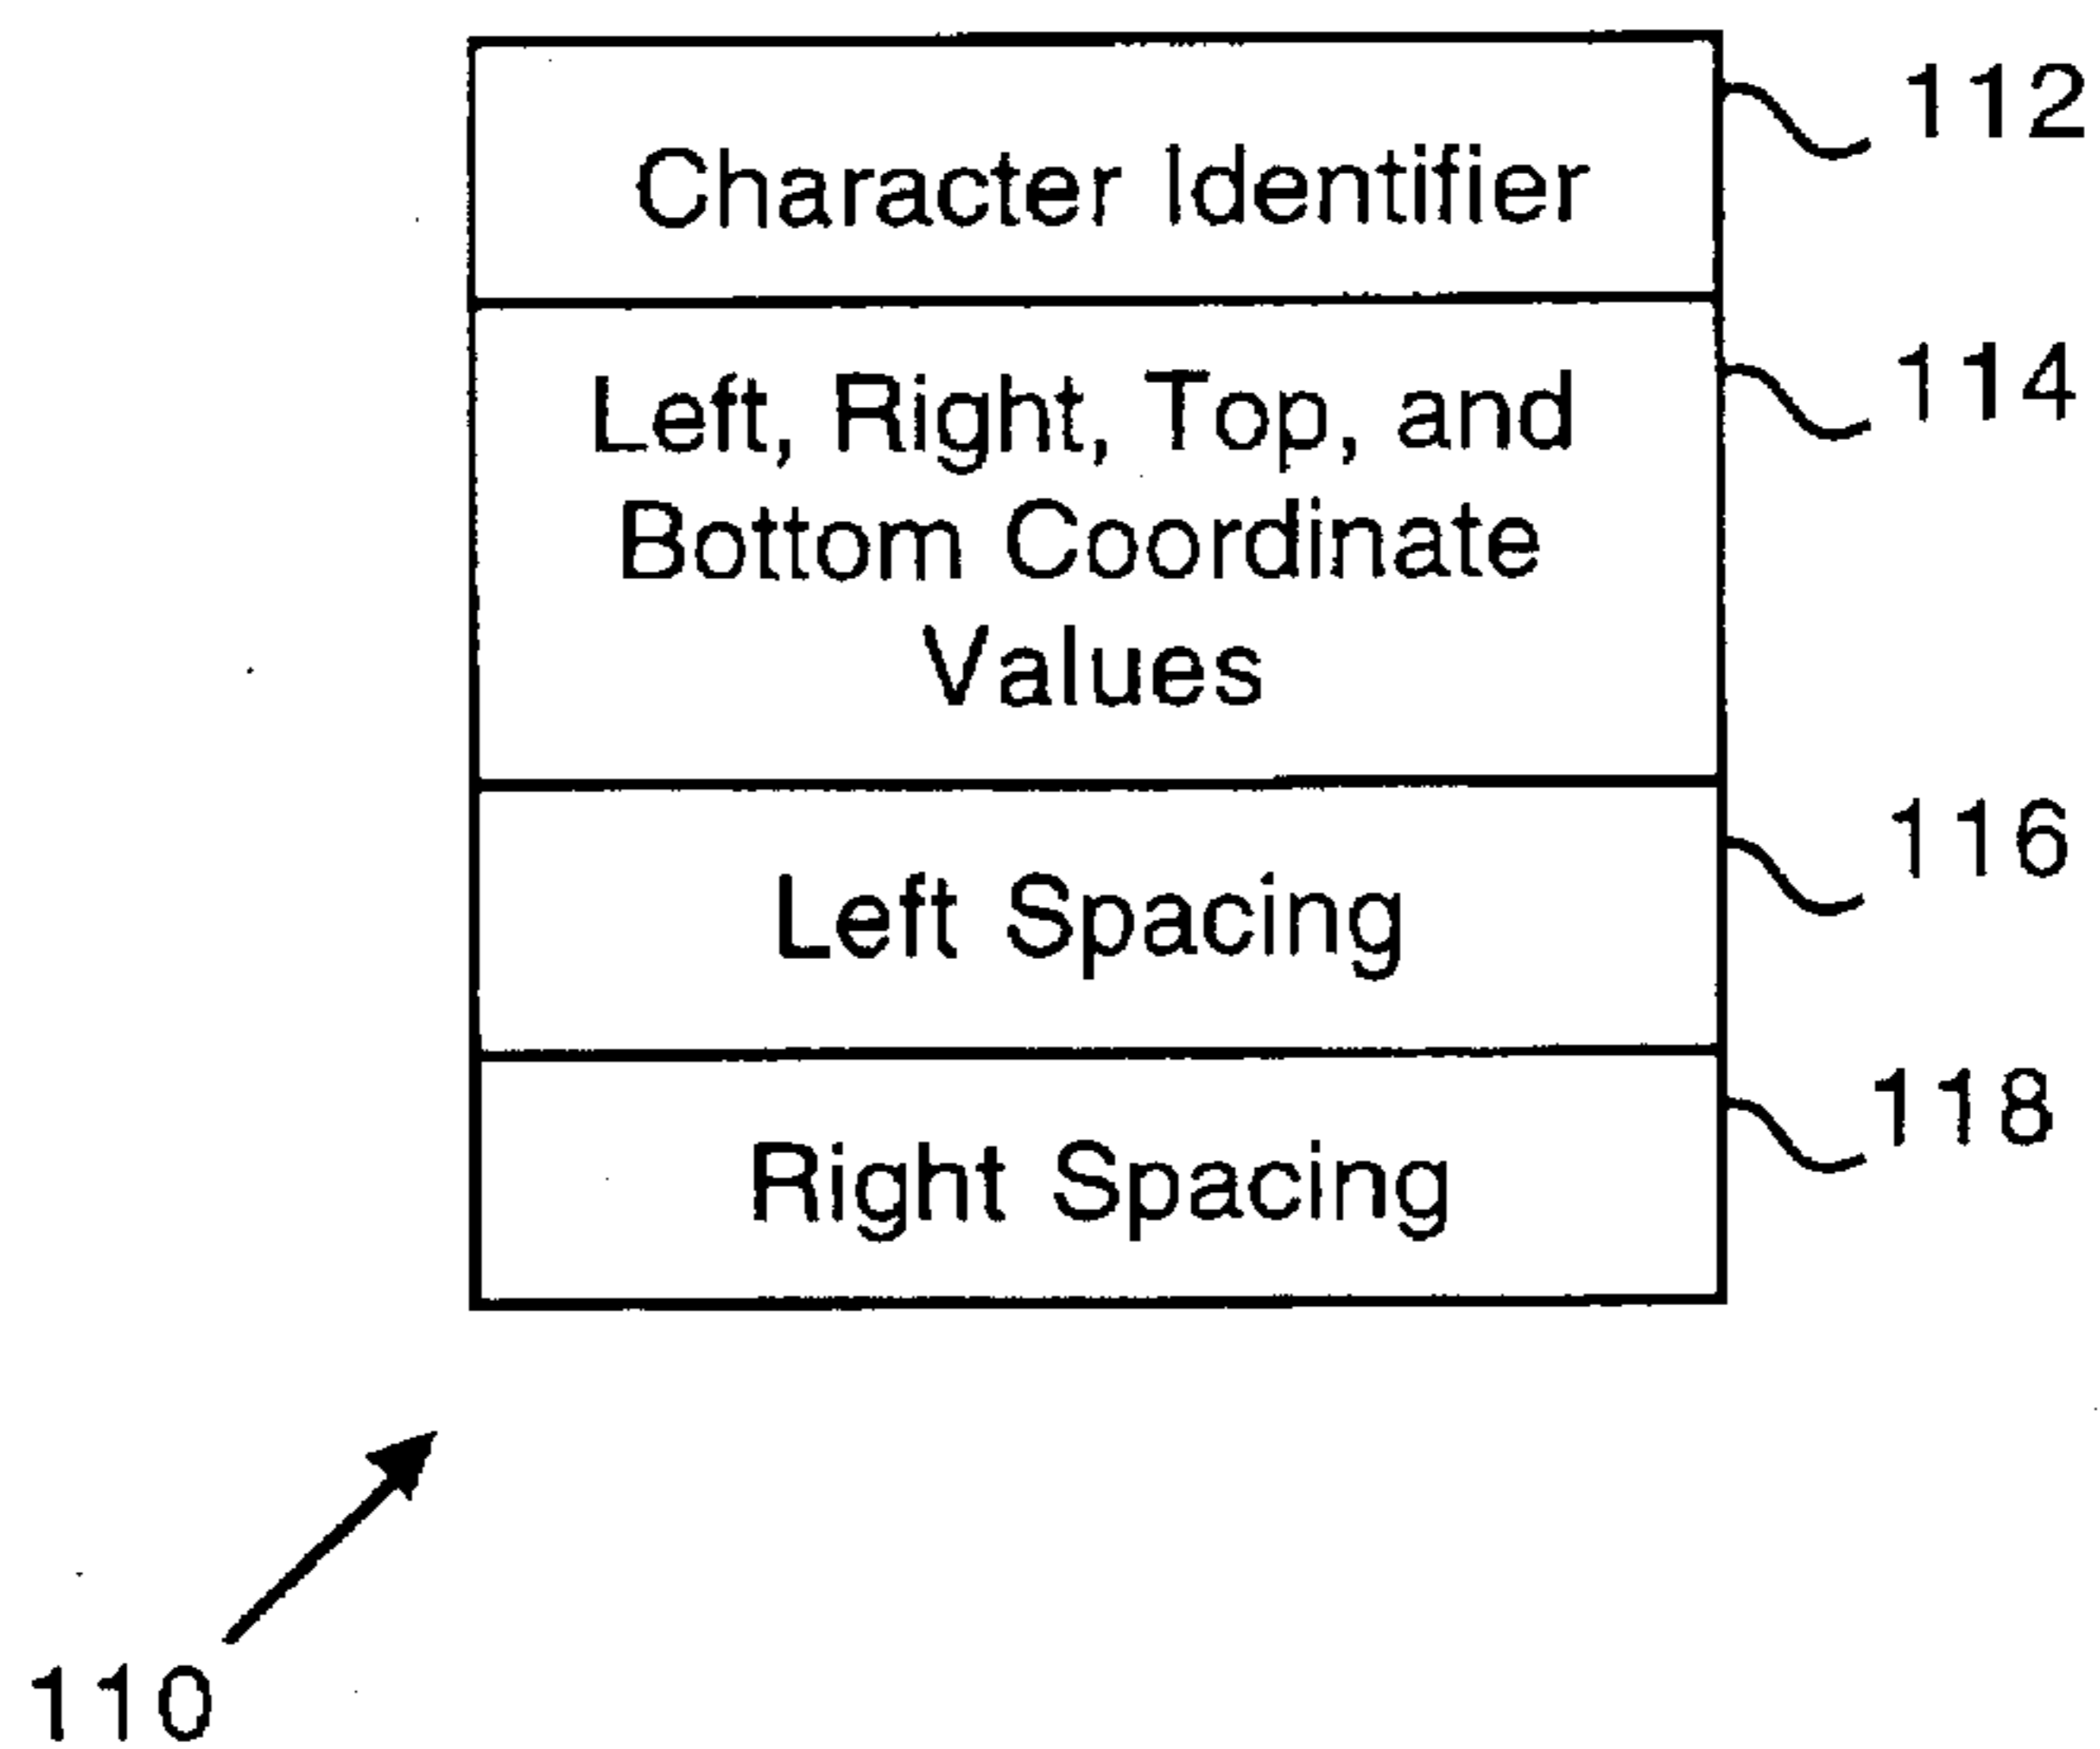 112
Character Identifier
114
Left, Right, Top, and
Bottom Coordinate
Values
116
Left Spacing
118
Right Spacing
110